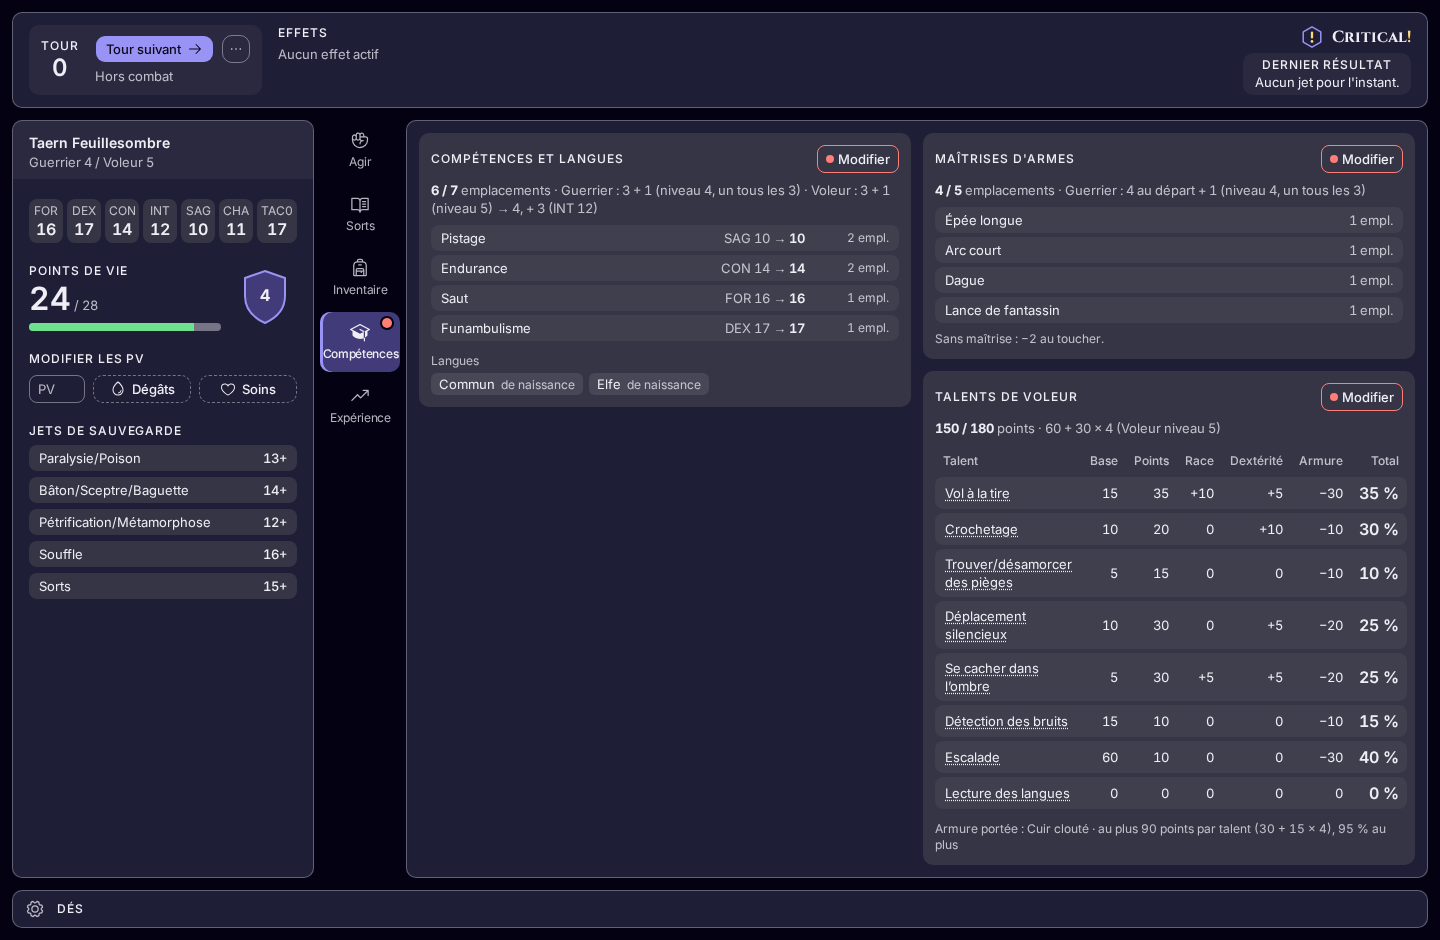 TOUR
0
Tour suivant →
...
Hors combat
EFFETS
Aucun effet actif
CRITICAL!
DERNIER RÉSULTAT
Aucun jet pour l'instant.
Taern Feuillesombre
Guerrier 4 / Voleur 5
FOR DEX CON INT SAG CHA TAC0
16 17 14 12 10 11 17
POINTS DE VIE
24 / 28
4
MODIFIER LES PV
PV Dégâts Soins
JETS DE SAUVEGARDE
Paralysie/Poison 13+
Bâton/Sceptre/Baguette 14+
Pétrification/Métamorphose 12+
Souffle 16+
Sorts 15+
Agir
Sorts
Inventaire
Compétences
Expérience
COMPÉTENCES ET LANGUES Modifier
6 / 7 emplacements · Guerrier : 3 + 1 (niveau 4, un tous les 3) · Voleur : 3 + 1
(niveau 5) → 4, + 3 (INT 12)
Pistage SAG 10 → 10 2 empl.
Endurance CON 14 → 14 2 empl.
Saut FOR 16 → 16 1 empl.
Funambulisme DEX 17 → 17 1 empl.
Langues
Commun de naissance Elfe de naissance
MAÎTRISES D'ARMES Modifier
4 / 5 emplacements · Guerrier : 4 au départ + 1 (niveau 4, un tous les 3)
Épée longue 1 empl.
Arc court 1 empl.
Dague 1 empl.
Lance de fantassin 1 empl.
Sans maîtrise : −2 au toucher.
TALENTS DE VOLEUR Modifier
150 / 180 points · 60 + 30 × 4 (Voleur niveau 5)
Talent Base Points Race Dextérité Armure Total
Vol à la tire 15 35 +10 +5 −30 35 %
Crochetage 10 20 0 +10 −10 30 %
Trouver/désamorcer
des pièges 5 15 0 0 −10 10 %
Déplacement
silencieux 10 30 0 +5 −20 25 %
Se cacher dans
l'ombre 5 30 +5 +5 −20 25 %
Détection des bruits 15 10 0 0 −10 15 %
Escalade 60 10 0 0 −30 40 %
Lecture des langues 0 0 0 0 0 0 %
Armure portée : Cuir clouté · au plus 90 points par talent (30 + 15 × 4), 95 % au
plus
DÉS